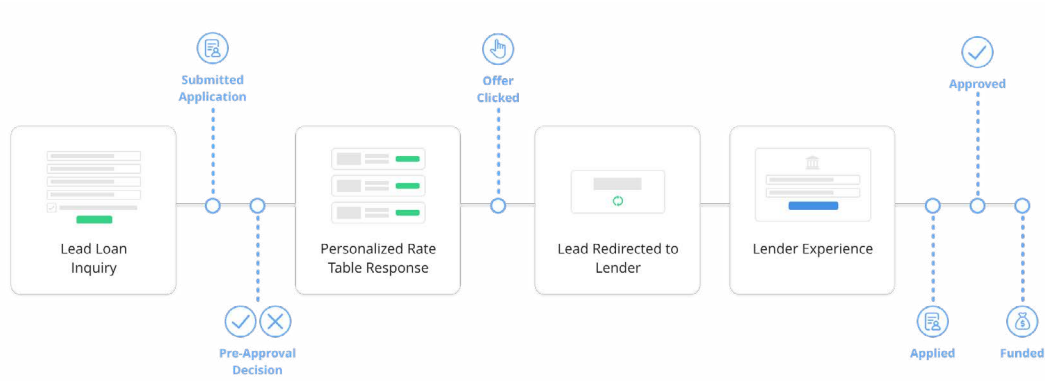 Submitted
Application
Offer
Clicked
Approved
Lead Loan
Inquiry
Personalized Rate
Table Response
Lead Redirected to
Lender
Lender Experience
Pre-Approval
Decision
Applied
Funded